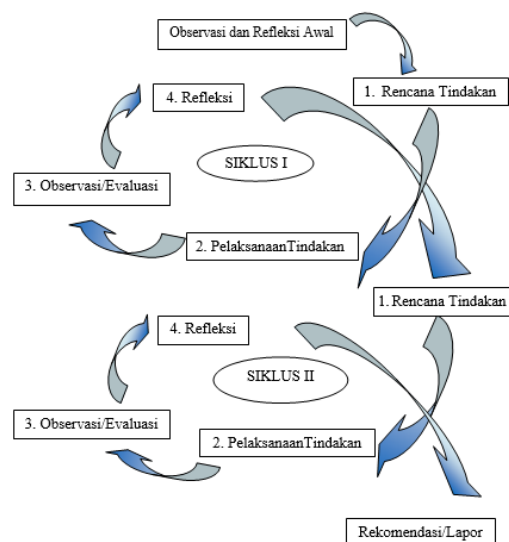 Observasi dan Refleksi Awal
1. Rencana Tindakan
4. Refleksi
SIKLUS I
3. Observasi/Evaluasi
2. PelaksanaanTindakan
1. Rencana Tindakan
4. Refleksi
SIKLUS II
3. Observasi/Evaluasi
2. PelaksanaanTindakan
Rekomendasi/Lapor